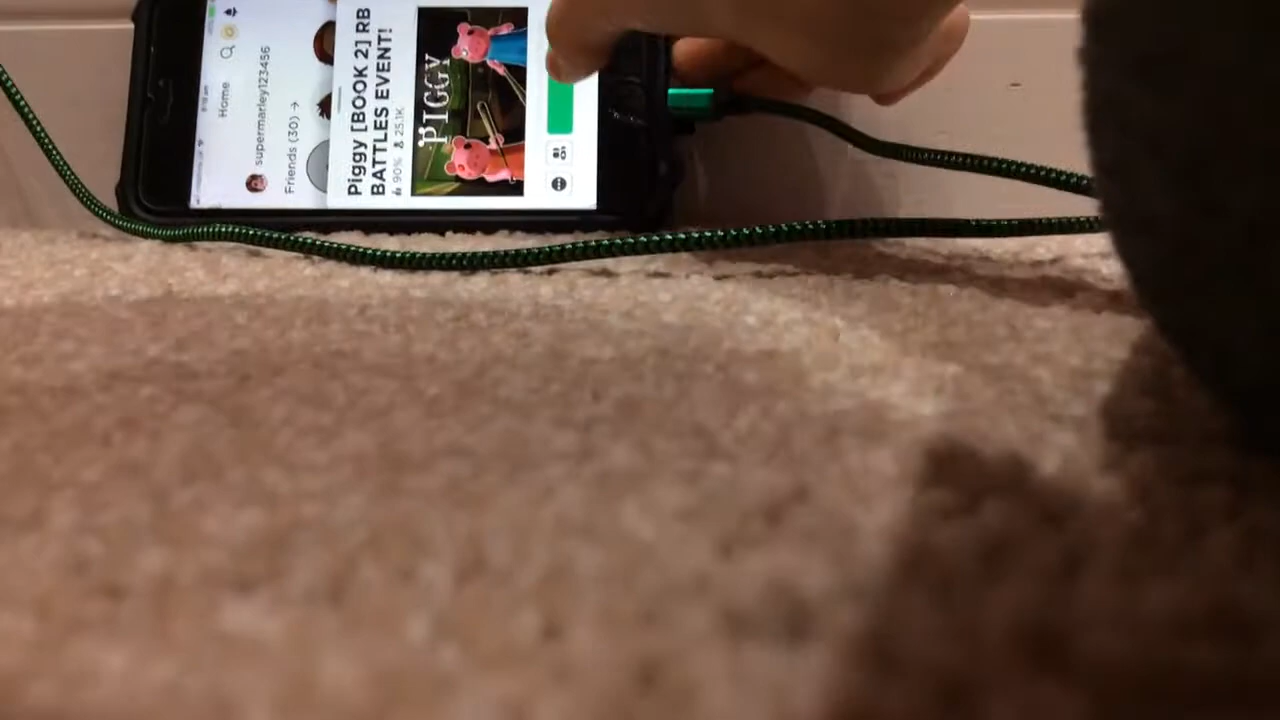 Home
supermarley123456
Friends (30) →
Piggy [BOOK 2] RB
BATTLES EVENT!
90% 25.1K
PIGGY